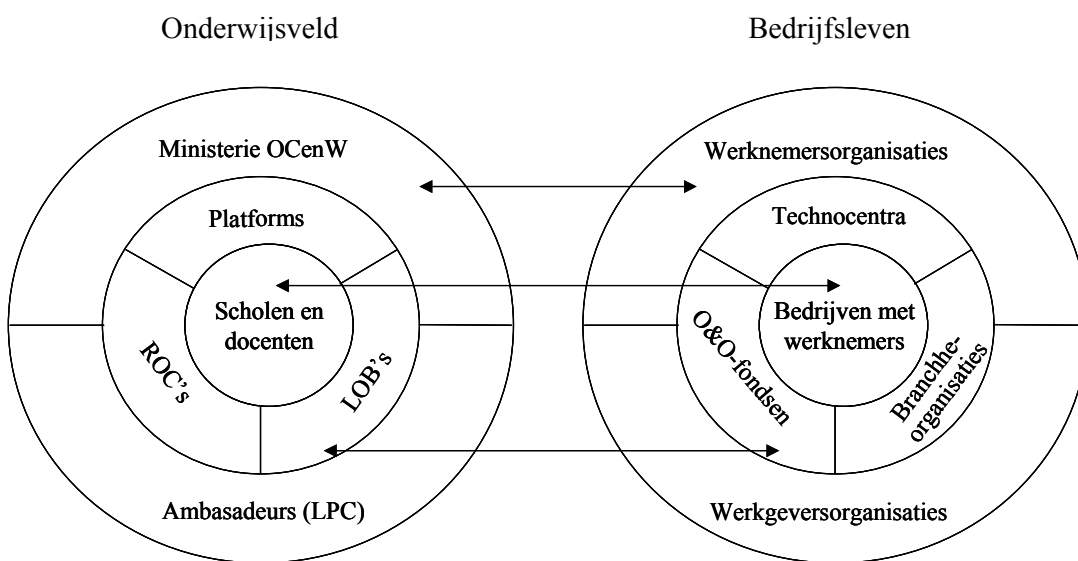 Onderwijsveld
Bedrijfsleven
Ministerie OCenW
Platforms
Scholen en
docenten
ROC's
LOB's
Ambasadeurs (LPC)
Werknemersorganisaties
Technocentra
Bedrijven met
werknemers
O&O-fondsen
Branchhe-
organisaties
Werkgeversorganisaties